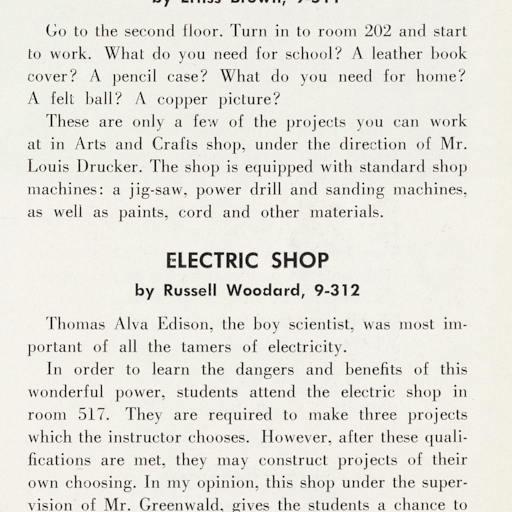 by Ernss Brown, 9-311
Go to the second floor. Turn in to room 202 and start
to work. What do you need for school? A leather book
cover? A pencil case? What do you need for home?
A felt ball? A copper picture?
These are only a few of the projects you can work
at in Arts and Crafts shop, under the direction of Mr.
Louis Drucker. The shop is equipped with standard shop
machines: a jig-saw, power drill and sanding machines,
as well as paints, cord and other materials.
ELECTRIC SHOP
by Russell Woodard, 9-312
Thomas Alva Edison, the boy scientist, was most im-
portant of all the tamers of electricity.
In order to learn the dangers and benefits of this
wonderful power, students attend the electric shop in
room 517. They are required to make three projects
which the instructor chooses. However, after these quali-
fications are met, they may construct projects of their
own choosing. In my opinion, this shop under the super-
vision of Mr. Greenwald, gives the students a chance to